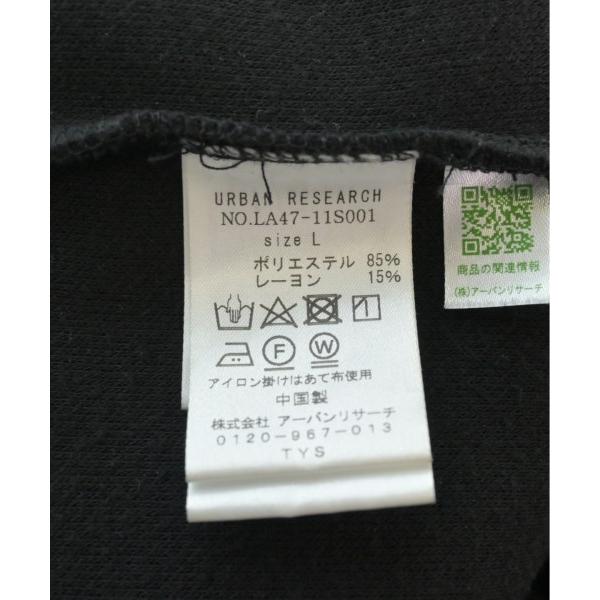 URBAN RESEARCH
NO.LA47-11S001
size L
ポリエステル 85%
レーヨン 15%
F W
アイロン掛けはあて布使用
中国製
株式会社 アーバンリサーチ
0120-967-013
TYS
商品の関連情報
(株)アーバンリサーチ